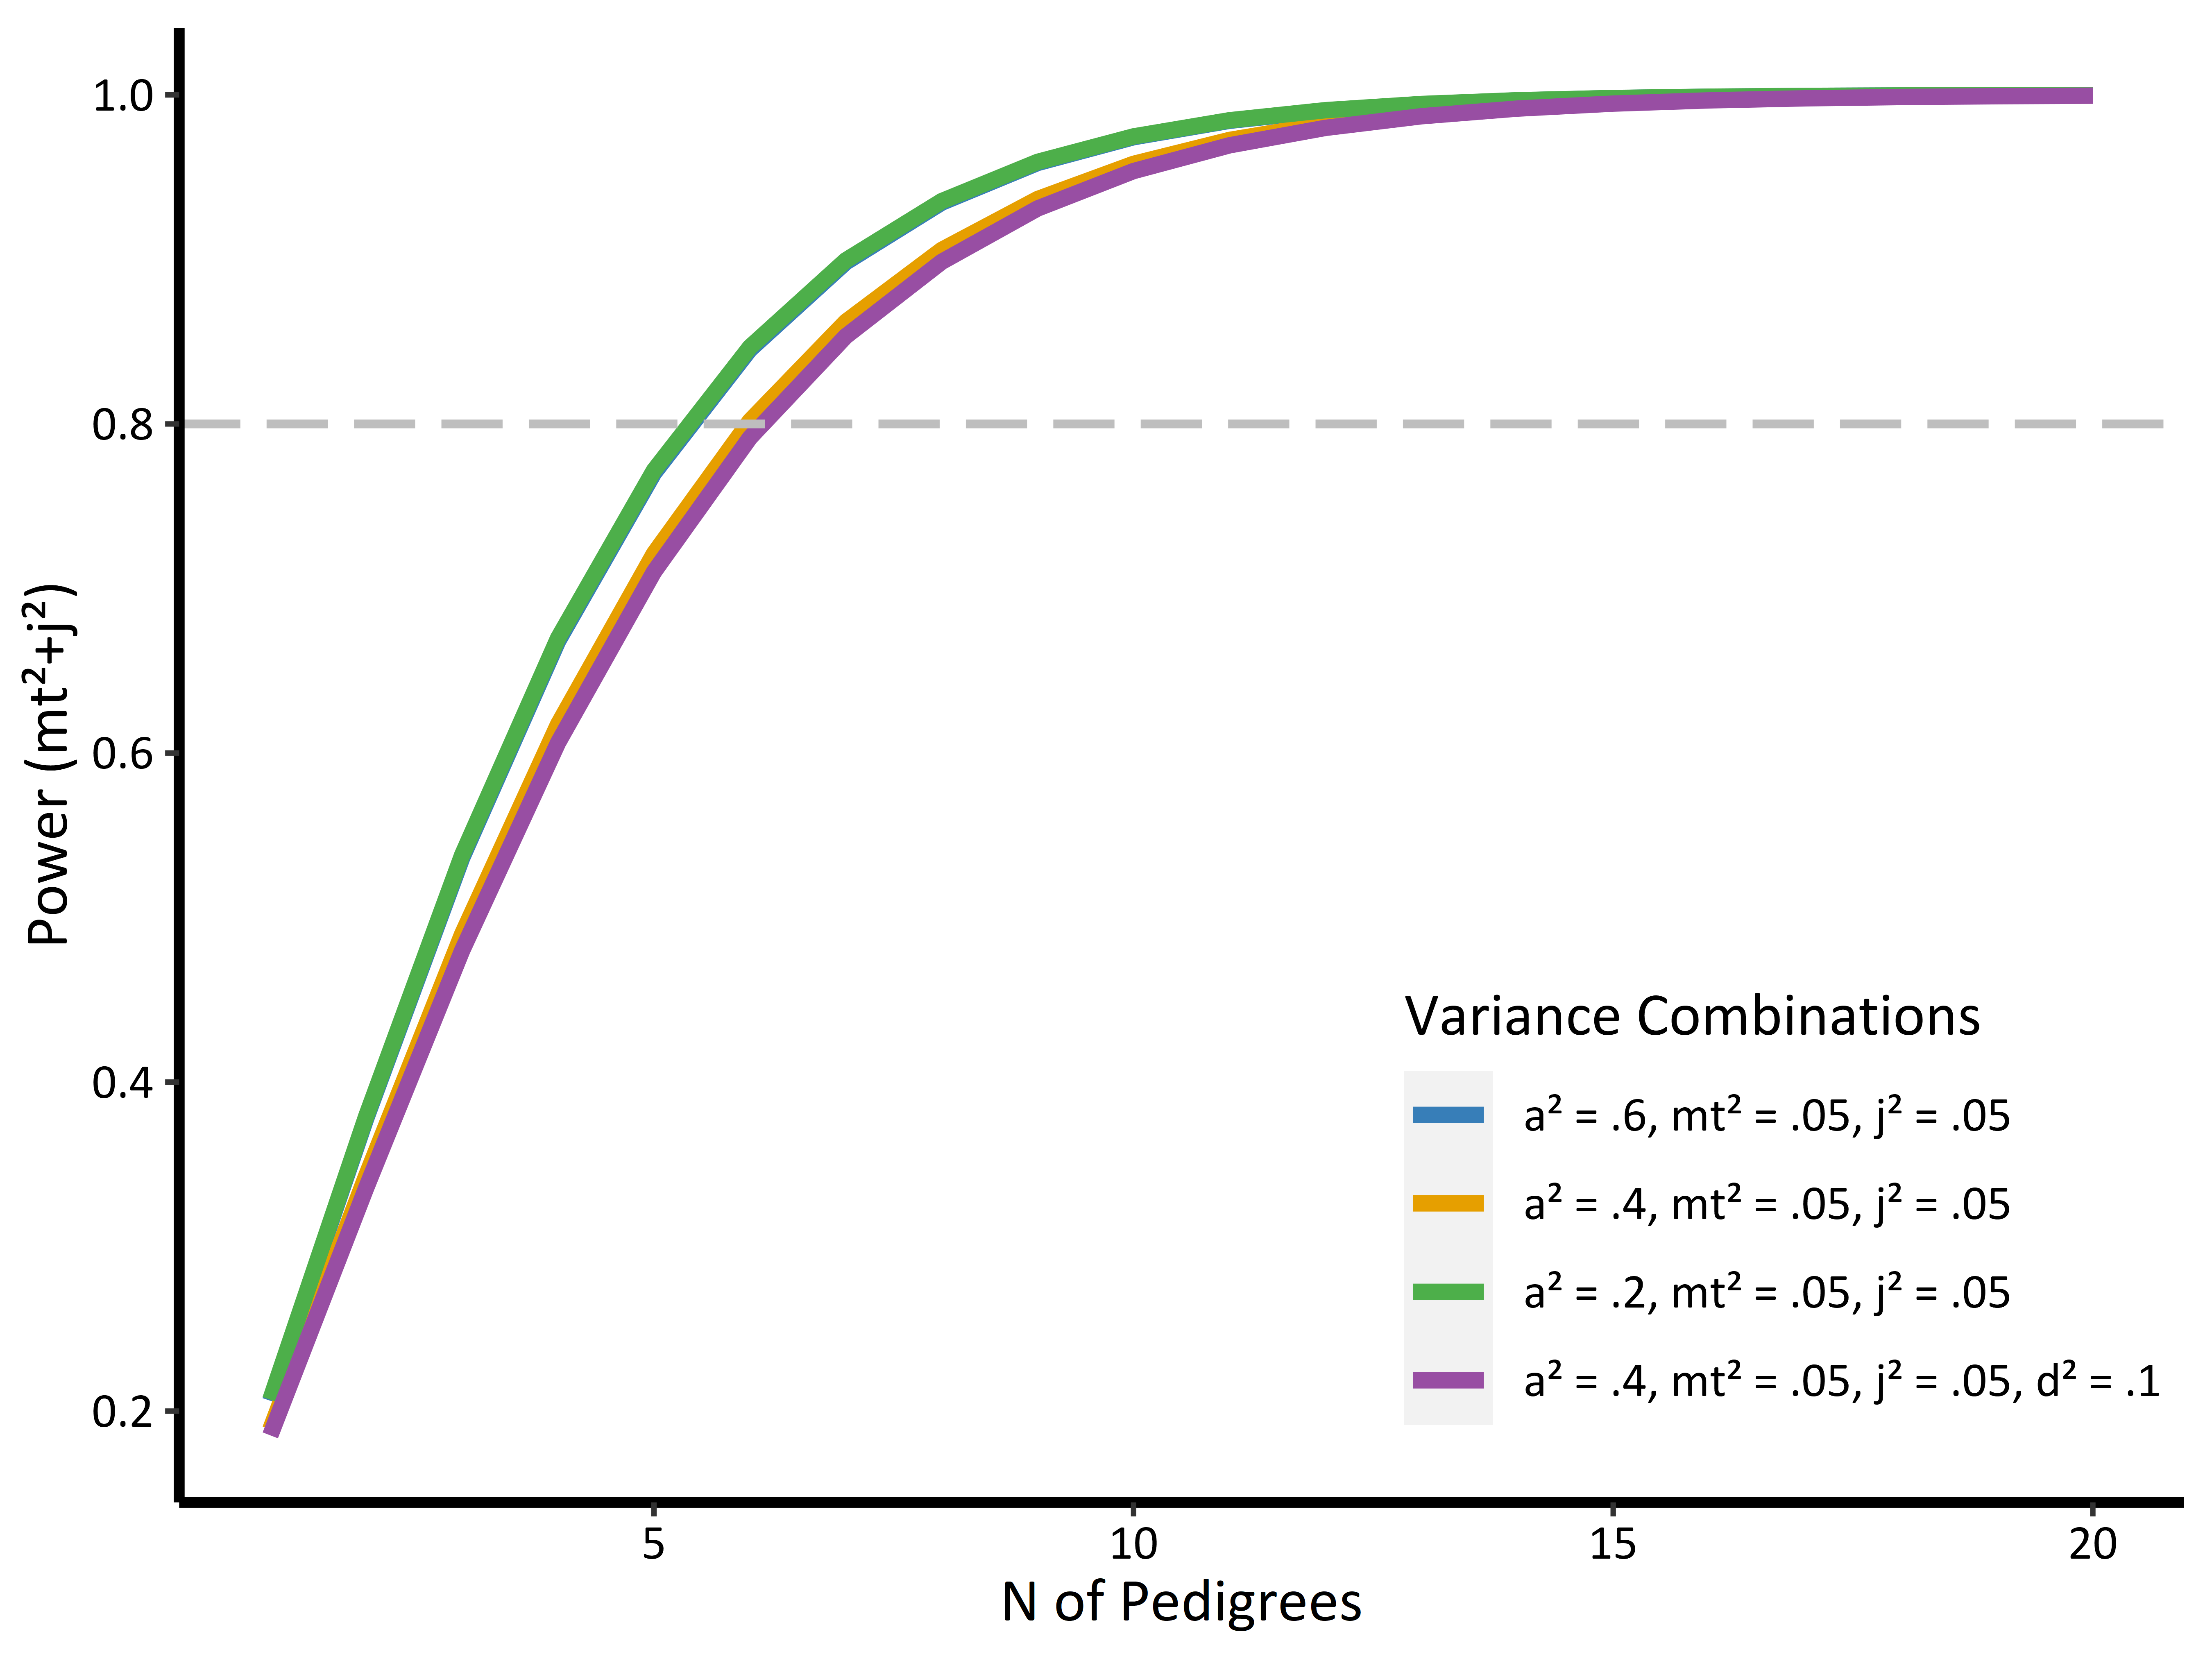 Power (mt²+j²)
1.0
0.8
0.6
0.4
0.2
Variance Combinations
a² = .6, mt² = .05, j² = .05
a² = .4, mt² = .05, j² = .05
a² = .2, mt² = .05, j² = .05
a² = .4, mt² = .05, j² = .05, d² = .1
5 10 15 20
N of Pedigrees